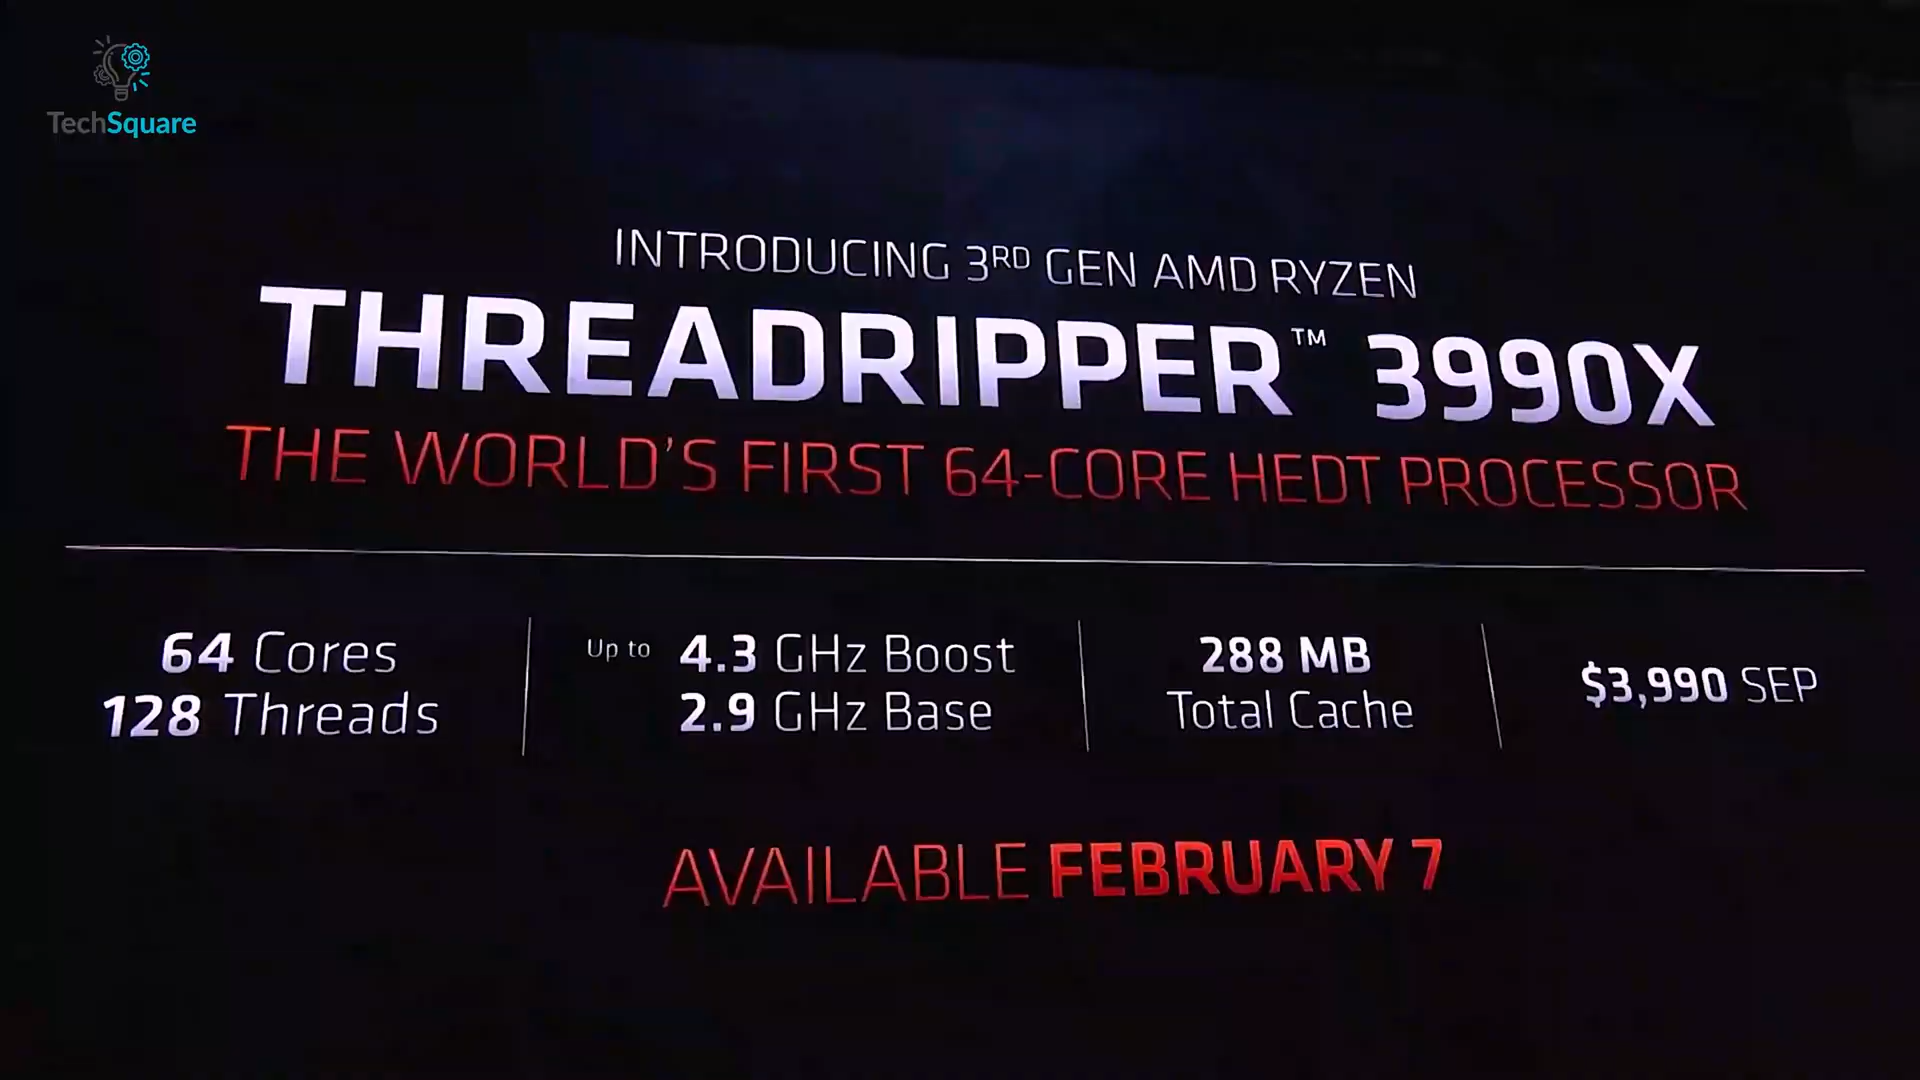 TechSquare
INTRODUCING 3RD GEN AMD RYZEN
THREADRIPPER™ 3990X
THE WORLD'S FIRST 64-CORE HEDT PROCESSOR
64 Cores
128 Threads
Up to 4.3 GHz Boost
2.9 GHz Base
288 MB
Total Cache
$3,990 SEP
AVAILABLE FEBRUARY 7